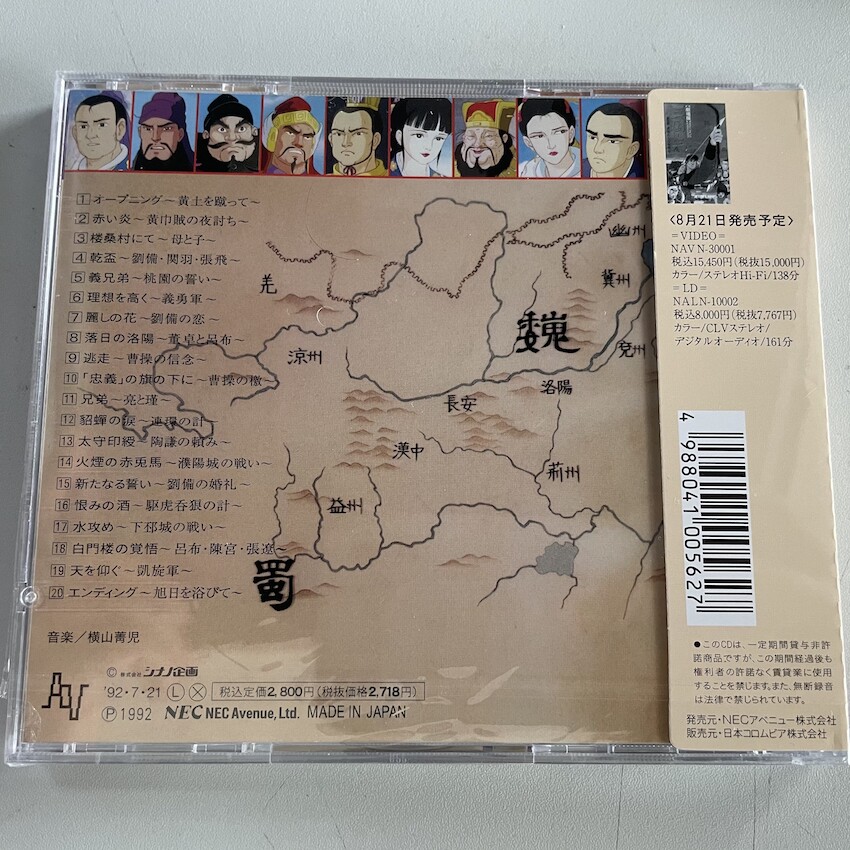 1 オープニング～黄土を蹴って～
2 赤い炎～黄巾賊の夜討ち～
3 楼桑村にて～母と子～
4 乾盃～劉備・関羽・張飛～
5 義兄弟～桃園の誓い～
6 理想を高く～義勇軍～
7 麗しの花～劉備の恋～
8 落日の洛陽～董卓と呂布～
9 逃走～曹操の信念～
10 「忠義」の旗の下に～曹操の檄～
11 兄弟～亮と瑾～
12 貂蟬の涙～連環の計～
13 太守印綬～陶謙の頼み～
14 火煙の赤兎馬～濮陽城の戦い～
15 新たなる誓い～劉備の婚礼～
16 恨みの酒～駆虎呑狼の計～
17 水攻め～下邳城の戦い～
18 白門楼の覚悟～呂布・陳宮・張遼～
19 天を仰ぐ～凱旋軍～
20 エンディング～旭日を浴びて～
音楽／横山菁児
© 株式会社 シナノ企画
'92・7・21 Ⓛ Ⓧ 税込定価2,800円(税抜価格2,718円)
Ⓟ 1992 NEC NEC Avenue, Ltd. MADE IN JAPAN
羌
幽州
冀州
魏
兗州
涼州
洛陽
長安
漢中
荊州
益州
蜀
〈8月21日発売予定〉
＝VIDEO＝
NAVN-30001
税込15,450円(税抜15,000円)
カラー/ステレオHi-Fi/138分
＝LD＝
NALN-10002
税込8,000円(税抜7,767円)
カラー/CLVステレオ/
デジタルオーディオ/161分
4 988041 005627
●このCDは、一定期間貸与非許
諾商品ですが、この期間経過後も
権利者の許諾なく賃貸業に使用
することを禁じます。また、無断録音
は法律で禁じられています。
発売元・NECアベニュー株式会社
販売元・日本コロムビア株式会社